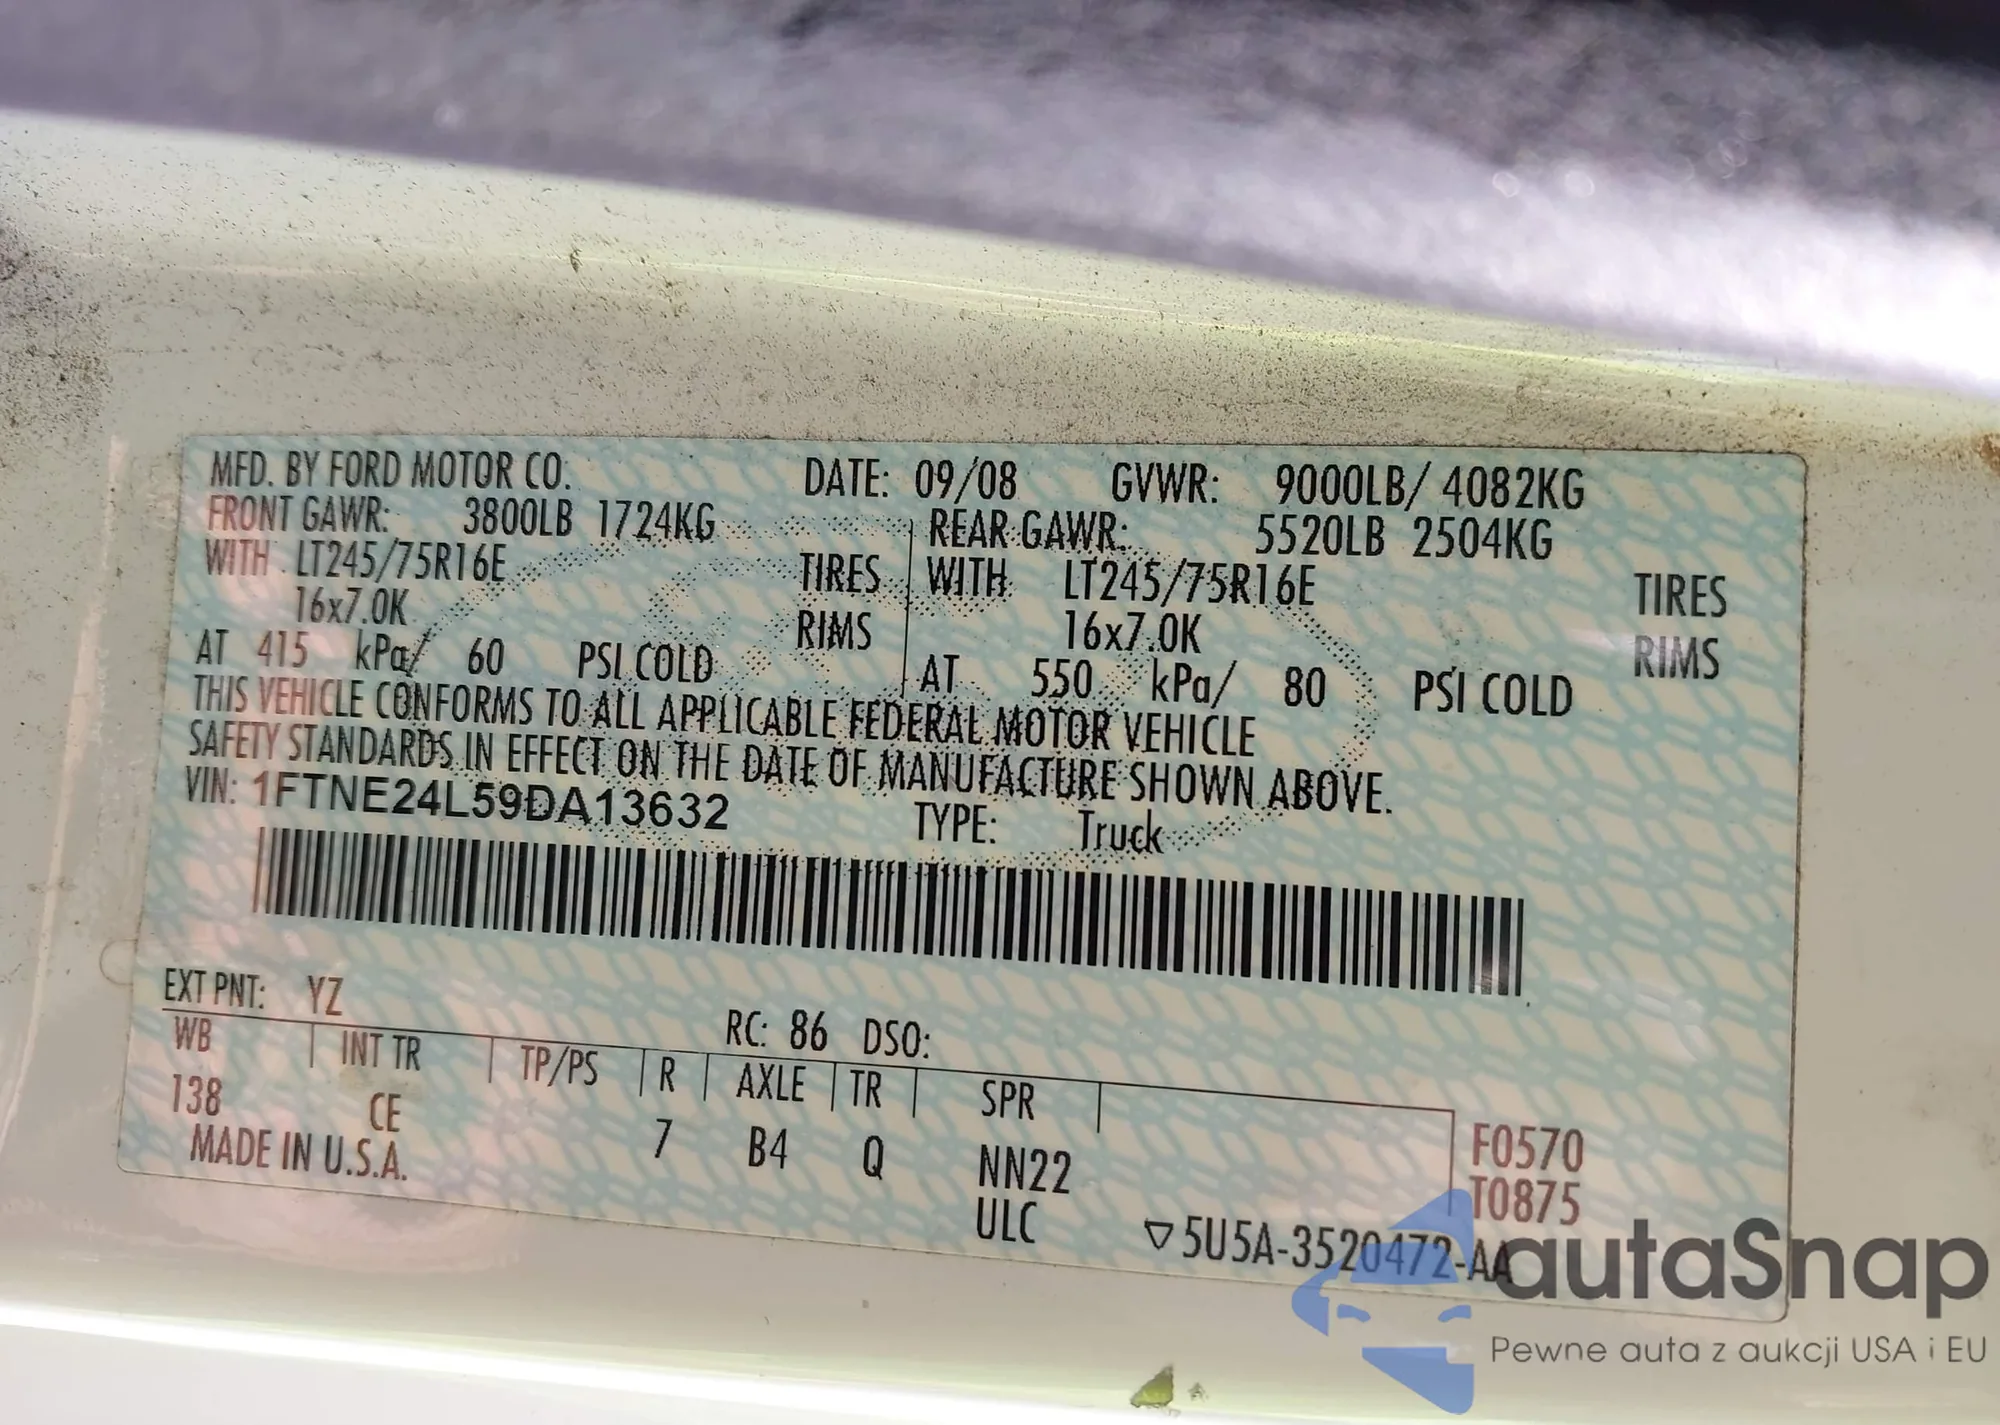 MFD. BY FORD MOTOR CO. DATE: 09/08 GVWR: 9000LB/ 4082KG
FRONT GAWR: 3800LB 1724KG REAR GAWR: 5520LB 2504KG
WITH LT245/75R16E TIRES WITH LT245/75R16E TIRES
16x7.0K RIMS 16x7.0K RIMS
AT 415 kPa/ 60 PSI COLD AT 550 kPa/ 80 PSI COLD
THIS VEHICLE CONFORMS TO ALL APPLICABLE FEDERAL MOTOR VEHICLE
SAFETY STANDARDS IN EFFECT ON THE DATE OF MANUFACTURE SHOWN ABOVE.
VIN: 1FTNE24L59DA13632 TYPE: Truck
EXT PNT: YZ RC: 86 DSO:
WB INT TR TP/PS R AXLE TR SPR
138 CE 7 B4 Q NN22 F0570
MADE IN U.S.A. ULC T0875
▽5U5A-3520472-AA
autaSnap
Pewne auta z aukcji USA i EU